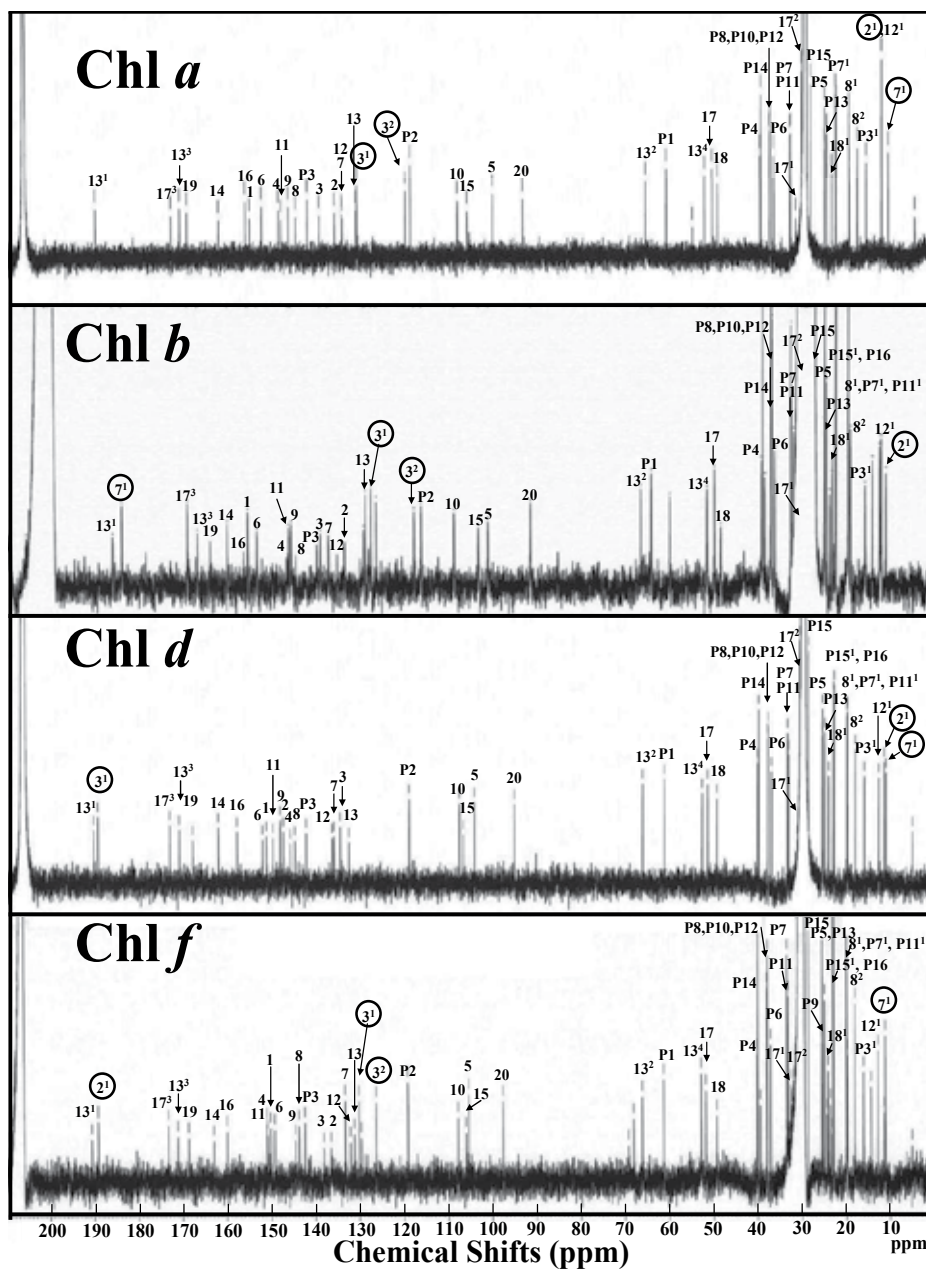 Chl a
13¹
17³
13³
19
14
16
1
6
4
11
9
8
P3
3
2
12
7
13
3¹
3²
P2
10
15
5
20
13²
P1
13⁴
17
18
P8,P10,P12
P14
P4
P6
P7
P11
17¹
17²
P15
P5
P13
18¹
P7¹
8¹
8²
P3¹
2¹,12¹
7¹
Chl b
13¹
7¹
17³
13³
19
14
16
1
6
4
11
9
8
P3
3
7
12
2
13
3¹
3²
P2
10
15
5
20
13²
P1
13⁴
17
18
P8,P10,P12
P14
P4
P6
P7
P11
17¹
17²
P15
P5
P15¹, P16
8¹,P7¹, P11¹
P13
18¹
8²
P3¹
12¹
2¹
Chl d
13¹
3¹
17³
13³
19
14
16
6
1
11
9
2
4
8
P3
12
7
3
13
P2
10
15
5
20
13²
P1
13⁴
17
18
P8,P10,P12
P14
P4
P6
P7
P11
17¹
17²
P15
P5
P15¹, P16
8¹,P7¹, P11¹
P13
18¹
8²
P3¹
12¹
2¹
7¹
Chl f
13¹
2¹
17³
13³
19
14
16
4
11
1
6
9
8
P3
3
2
7
12
13
3¹
3²
P2
10
5
15
20
13²
P1
13⁴
17
18
P8,P10,P12
P7
P14
P4
P6
P11
17¹
17²
P15
P5,P13
8¹,P7¹, P11¹
P15¹, P16
8²
P9
18¹
P3¹
12¹
7¹
200 190 180 170 160 150 140 130 120 110 100 90 80 70 60 50 40 30 20 10 ppm
Chemical Shifts (ppm)